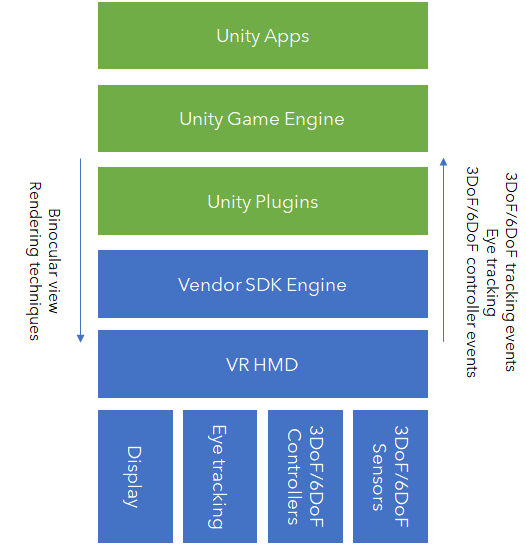 Unity Apps
Unity Game Engine
Unity Plugins
Vendor SDK Engine
VR HMD
Binocular view
Rendering techniques
3DoF/6DoF tracking events
Eye tracking
3DoF/6DoF controller events
Display
Eye tracking
3DoF/6DoF
Controllers
3DoF/6DoF
Sensors